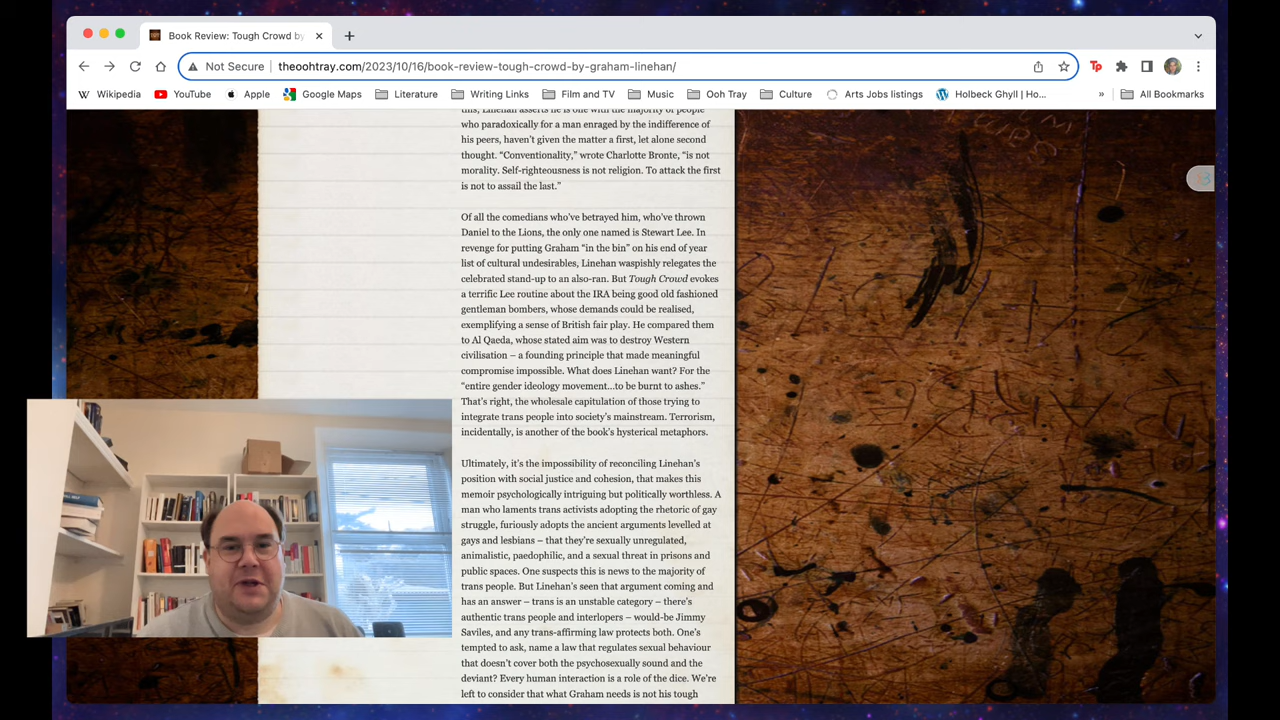 Book Review: Tough Crowd by
Not Secure
theoohtray.com/2023/10/16/book-review-tough-crowd-by-graham-linehan/
Tp
W Wikipedia
YouTube
Apple
Google Maps
Literature
Writing Links
Film and TV
Music
Ooh Tray
Culture
Arts Jobs listing
Holbeck Ghyll | Ho...
»
All Bookmarks
this, Linehan asserts he is one with the majority of people
who paradoxically for a man enraged by the indifference of
his peers, haven't given the matter a first, let alone second
thought. “Conventionality,” wrote Charlotte Bronte, “is not
morality. Self-righteousness is not religion. To attack the first
is not to assail the last.”
Of all the comedians who've betrayed him, who've thrown
Daniel to the Lions, the only one named is Stewart Lee. In
revenge for putting Graham “in the bin” on his end of year
list of cultural undesirables, Linehan waspishly relegates the
celebrated stand-up to an also-ran. But Tough Crowd evokes
a terrific Lee routine about the IRA being good old fashioned
gentleman bombers, whose demands could be realised,
exemplifying a sense of British fair play. He compared them
to Al Qaeda, whose stated aim was to destroy Western
civilisation – a founding principle that made meaningful
compromise impossible. What does Linehan want? For the
“entire gender ideology movement...to be burnt to ashes.”
That's right, the wholesale capitulation of those trying to
integrate trans people into society's mainstream. Terrorism,
incidentally, is another of the book's hysterical metaphors.
Ultimately, it's the impossibility of reconciling Linehan's
position with social justice and cohesion, that makes this
memoir psychologically intriguing but politically worthless. A
man who laments trans activists adopting the rhetoric of gay
struggle, furiously adopts the ancient arguments levelled at
gays and lesbians – that they're sexually unregulated,
animalistic, paedophilic, and a sexual threat in prisons and
public spaces. One suspects this is news to the majority of
trans people. But Linehan's seen that argument coming and
has an answer – trans is an unstable category – there's
authentic trans people and interlopers – would-be Jimmy
Saviles, and any trans-affirming law protects both. One's
tempted to ask, name a law that regulates sexual behaviour
that doesn't cover both the psychosexually sound and the
deviant? Every human interaction is a role of the dice. We're
left to consider that what Graham needs is not his tough